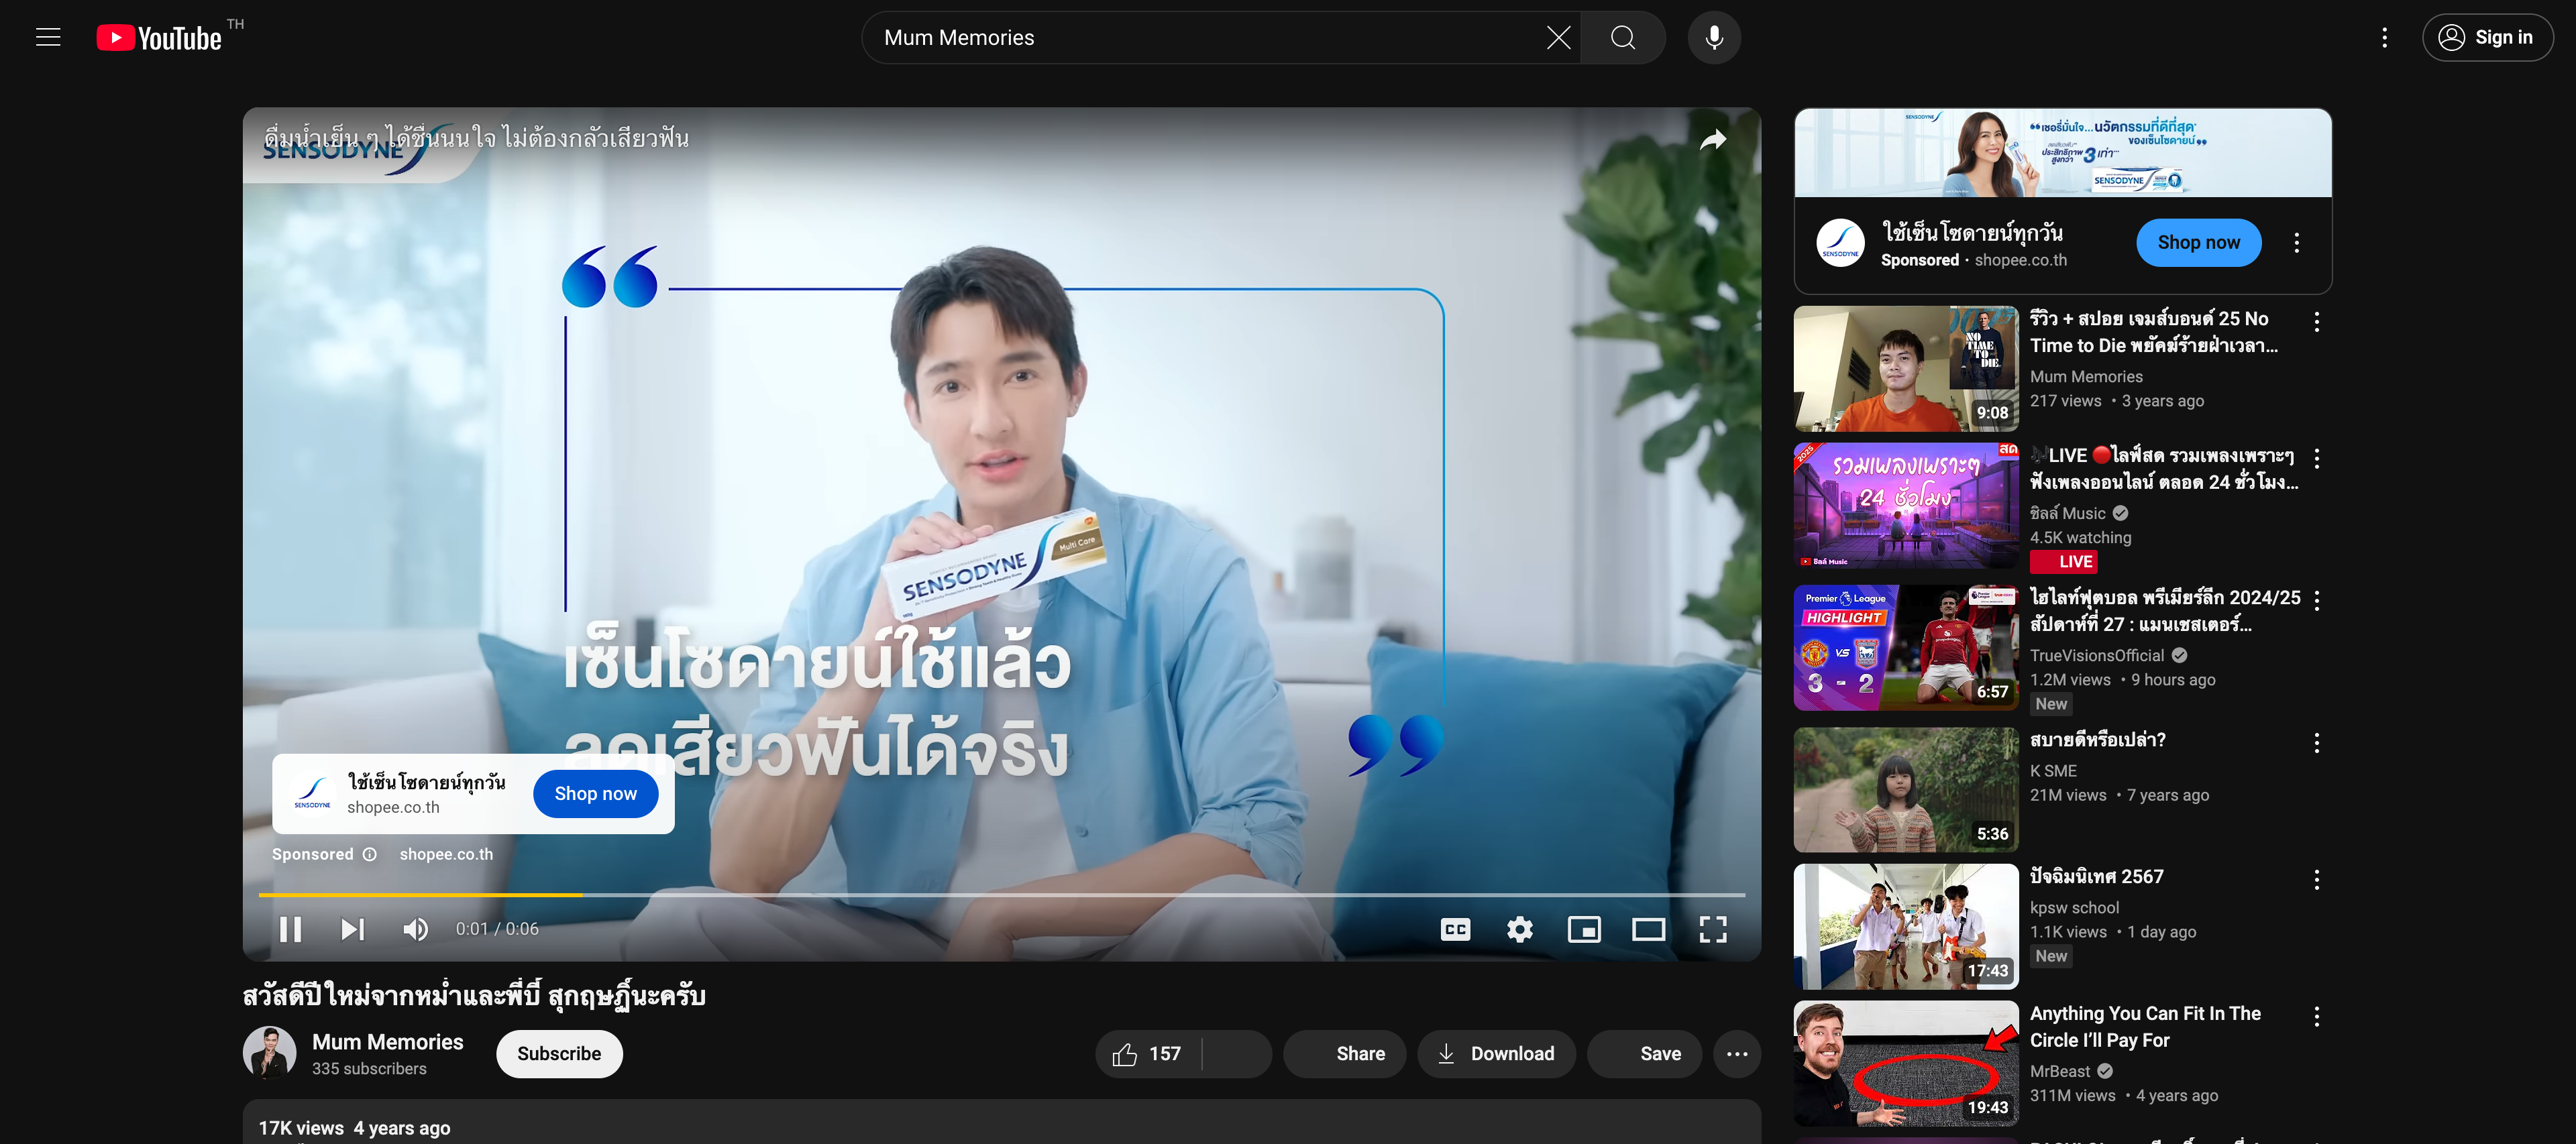 YouTube TH
Mum Memories
Sign in
ดื่มน้ำเย็น ๆ ได้ชื่นนนใจ ไม่ต้องกลัวเสียวฟัน
SENSODYNE
SENSODYNE
Multi Care
เซ็นโซดายน์ใช้แล้ว
ลดเสียวฟันได้จริง
SENSODYNE
ใช้เซ็นโซดายน์ทุกวัน
shopee.co.th
Shop now
Sponsored shopee.co.th
0:01 / 0:06
CC
สวัสดีปีใหม่จากหม่ำและพี่บี้ สุกฤษฎิ์นะครับ
Mum Memories
335 subscribers
Subscribe
157
Share
Download
Save
17K views 4 years ago
SENSODYNE
“เชอรี่มั่นใจ...นวัตกรรมที่ดีที่สุด*
ของเซ็นโซดายน์”
ประสิทธิภาพ
สูงกว่า 3 เท่า
SENSODYNE
SENSODYNE
ใช้เซ็นโซดายน์ทุกวัน
Sponsored · shopee.co.th
Shop now
007
NO
TIME
TO
DIE
9:08
รีวิว + สปอย เจมส์บอนด์ 25 No
Time to Die พยัคฆ์ร้ายฝ่าเวลา...
Mum Memories
217 views • 3 years ago
2025
สด
รวมเพลงเพราะๆ
24 ชั่วโมง
ชิลล์ Music
🎶LIVE 🔴ไลฟ์สด รวมเพลงเพราะๆ
ฟังเพลงออนไลน์ ตลอด 24 ชั่วโมง...
ชิลล์ Music
4.5K watching
LIVE
Premier League
HIGHLIGHT
VS
3 - 2
6:57
ไฮไลท์ฟุตบอล พรีเมียร์ลีก 2024/25
สัปดาห์ที่ 27 : แมนเชสเตอร์...
TrueVisionsOfficial
1.2M views • 9 hours ago
New
5:36
สบายดีหรือเปล่า?
K SME
21M views • 7 years ago
17:43
ปัจฉิมนิเทศ 2567
kpsw school
1.1K views • 1 day ago
New
19:43
Anything You Can Fit In The
Circle I’ll Pay For
MrBeast
311M views • 4 years ago